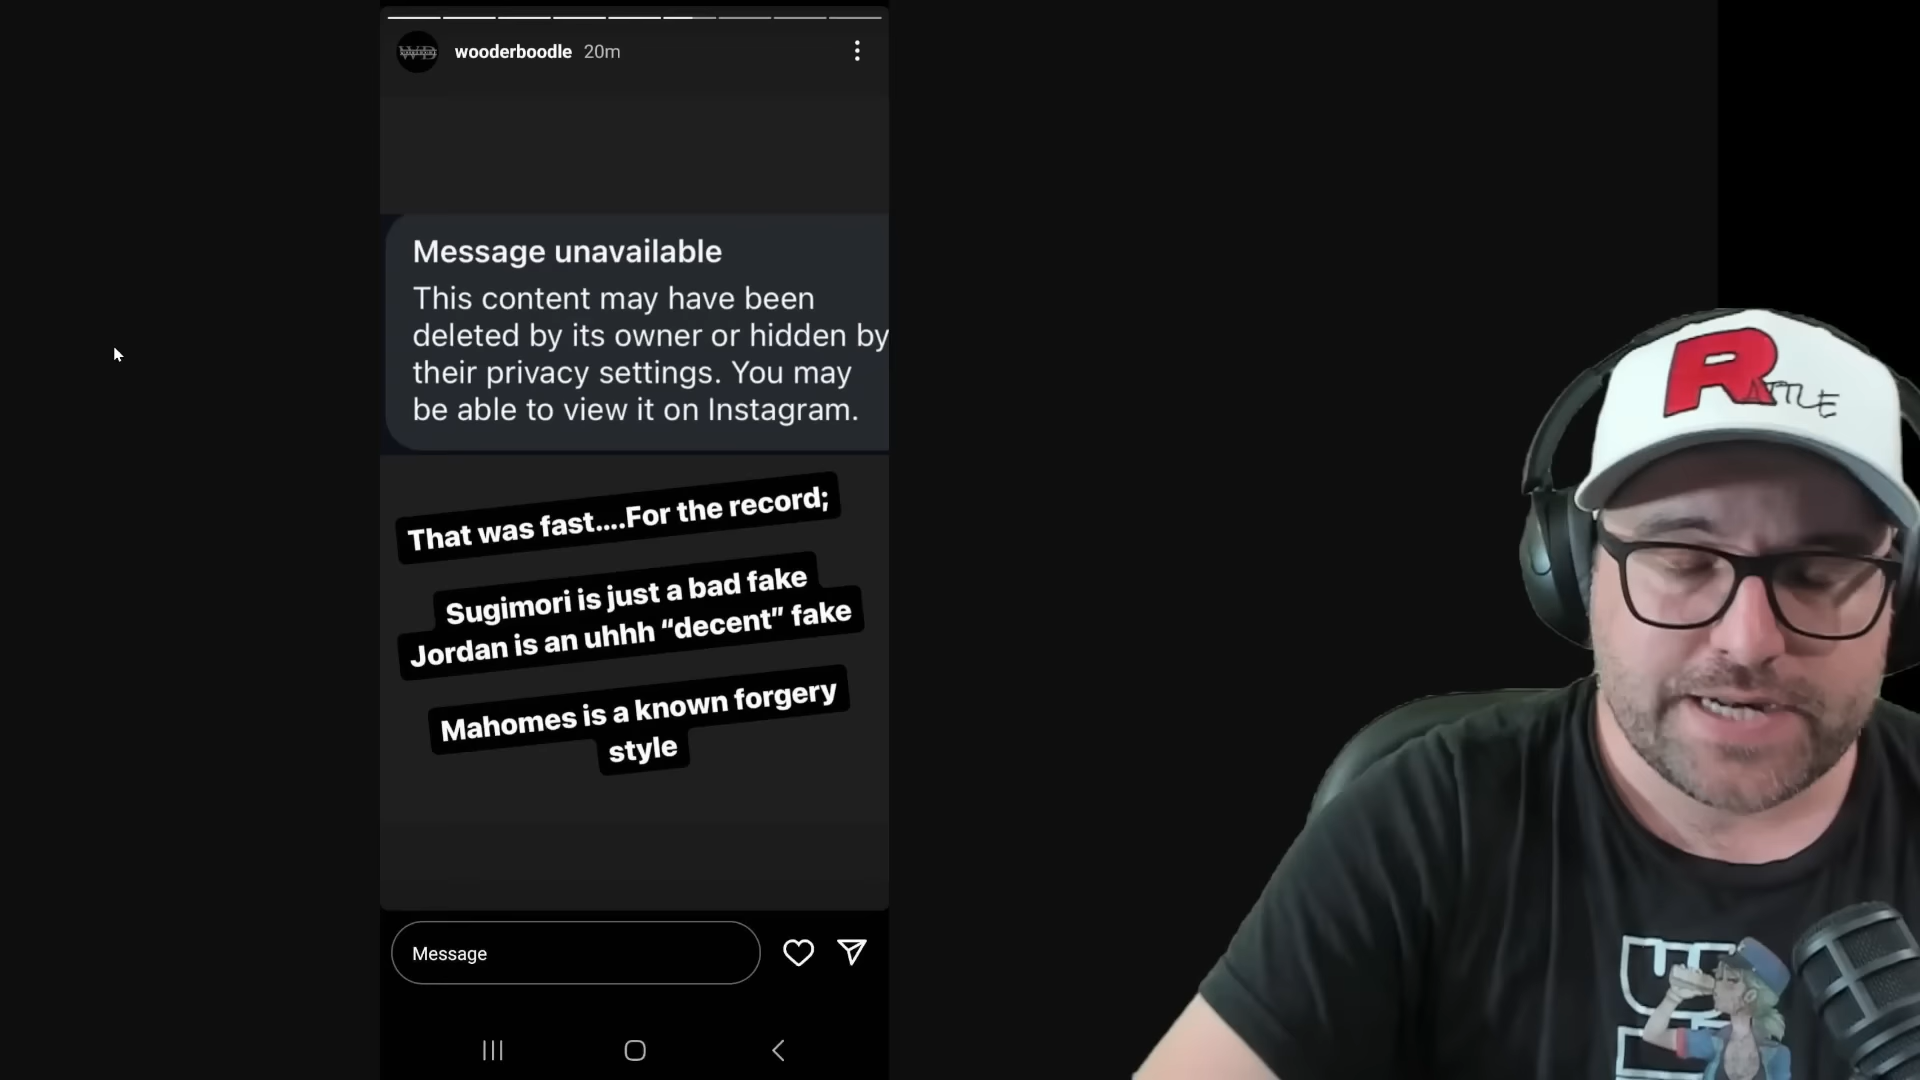 wooderboodle 20m
Message unavailable
This content may have been
deleted by its owner or hidden by
their privacy settings. You may
be able to view it on Instagram.
That was fast....For the record;
Sugimori is just a bad fake
Jordan is an uhhh “decent” fake
Mahomes is a known forgery
style
Message
RATTLE